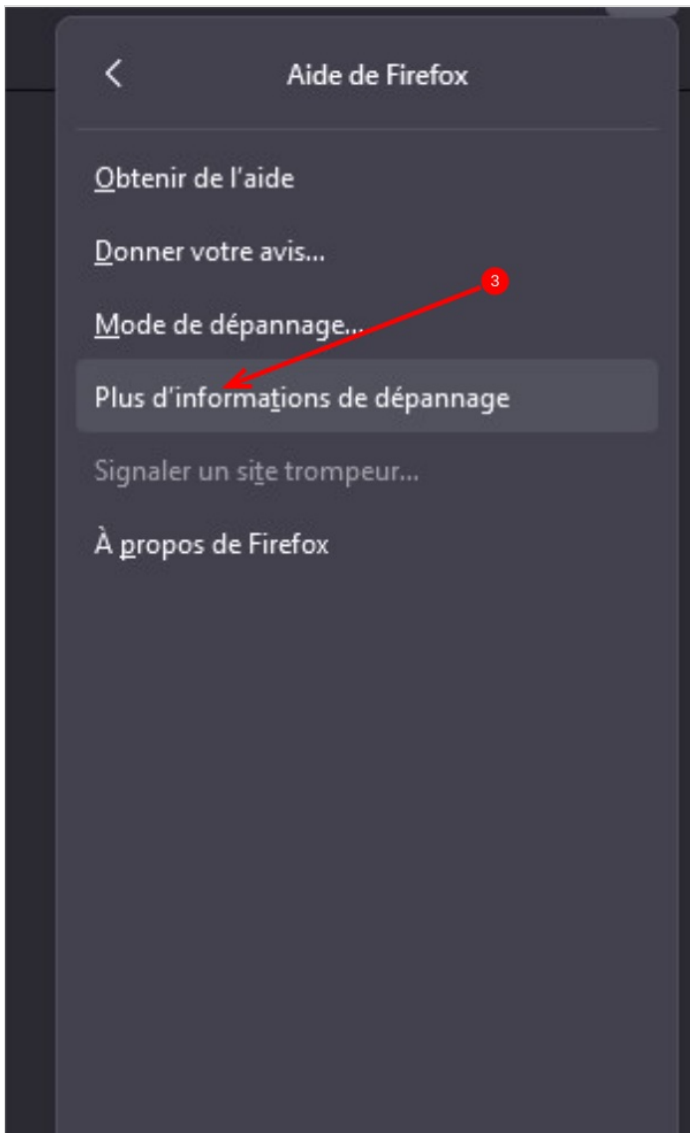 Aide de Firefox
Obtenir de l'aide
Donner votre avis...
3
Mode de dépannage...
Plus d'informations de dépannage
Signaler un site trompeur...
À propos de Firefox